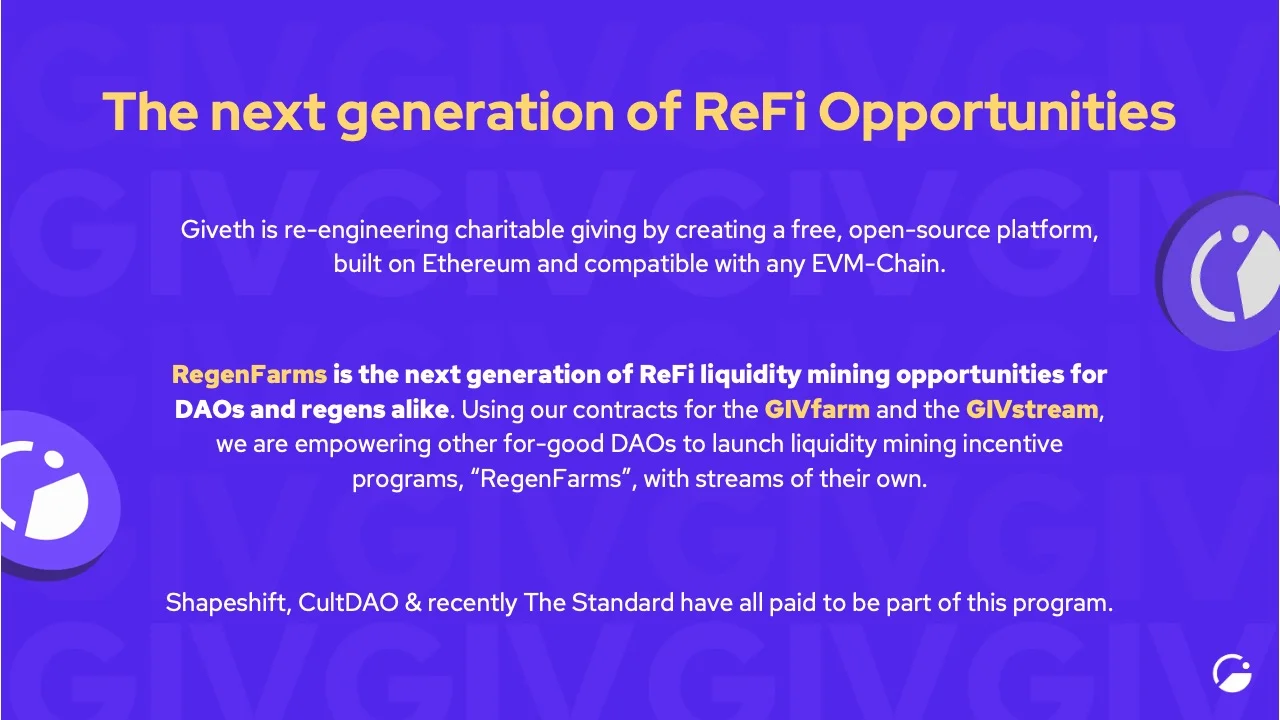 The next generation of ReFi Opportunities
Giveth is re-engineering charitable giving by creating a free, open-source platform,
built on Ethereum and compatible with any EVM-Chain.
RegenFarms is the next generation of ReFi liquidity mining opportunities for
DAOs and regens alike. Using our contracts for the GIVfarm and the GIVstream,
we are empowering other for-good DAOs to launch liquidity mining incentive
programs, “RegenFarms”, with streams of their own.
Shapeshift, CultDAO & recently The Standard have all paid to be part of this program.